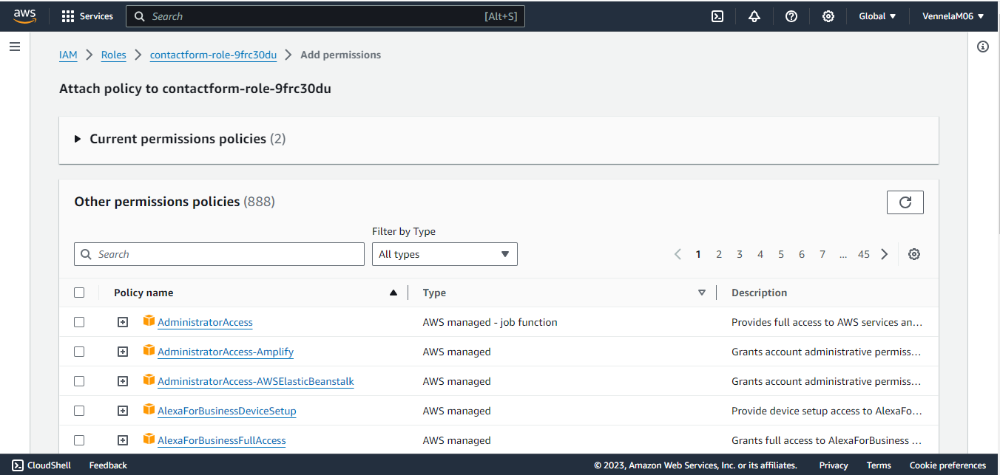 aws Services Search [Alt+S] Global ▼ VennelaM06 ▼
IAM > Roles > contactform-role-9frc30du > Add permissions
Attach policy to contactform-role-9frc30du
Current permissions policies (2)
Other permissions policies (888)
Filter by Type
Search All types 1 2 3 4 5 6 7 ... 45
Policy name Type Description
AdministratorAccess AWS managed - job function Provides full access to AWS services an…
AdministratorAccess-Amplify AWS managed Grants account administrative permiss…
AdministratorAccess-AWSElasticBeanstalk AWS managed Grants account administrative permiss…
AlexaForBusinessDeviceSetup AWS managed Provide device setup access to AlexaFo…
AlexaForBusinessFullAccess AWS managed Grants full access to AlexaForBusiness …
CloudShell Feedback © 2023, Amazon Web Services, Inc. or its affiliates. Privacy Terms Cookie preferences